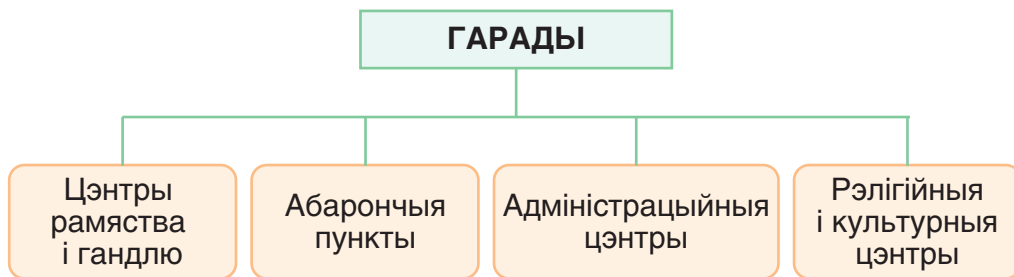 ГАРАДЫ
Цэнтры
рамяства
і гандлю
Абарончыя
пункты
Адміністрацыйныя
цэнтры
Рэлігійныя
і культурныя
цэнтры